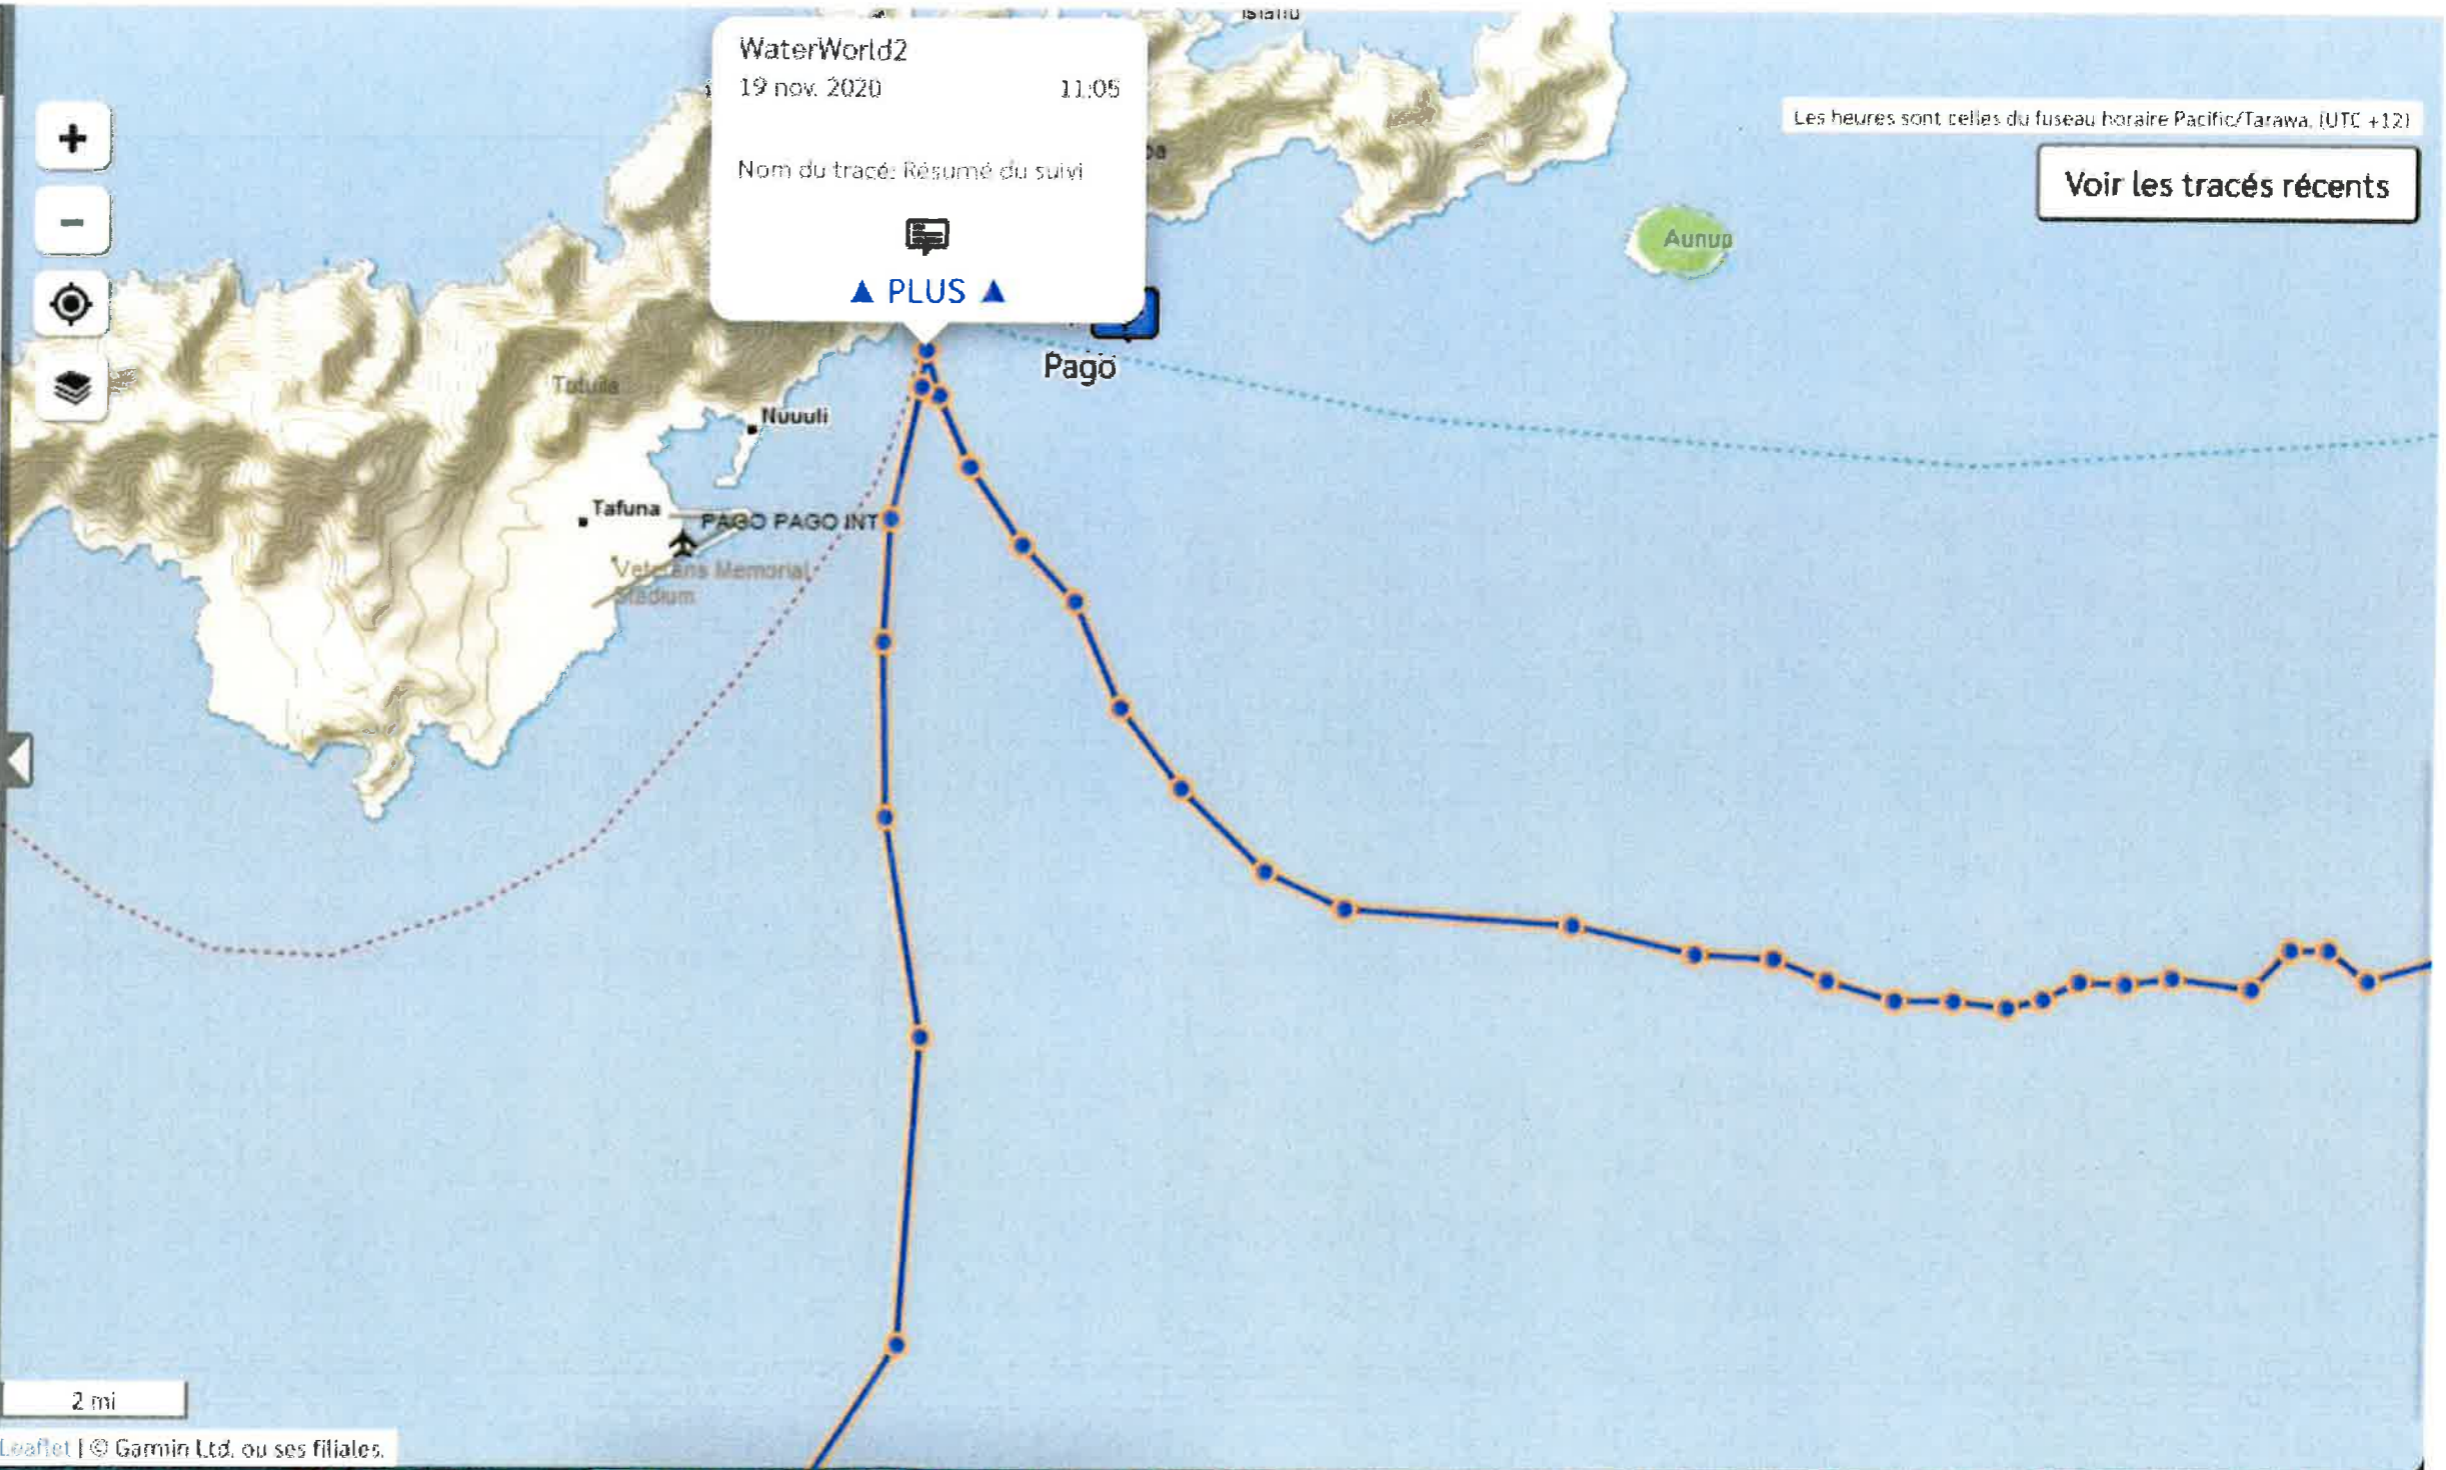 WaterWorld2
19 nov. 2020 11:05
Nom du tracé: Résumé du suivi
▲ PLUS ▲
Les heures sont celles du fuseau horaire Pacific/Tarawa. (UTC +12)
Voir les tracés récents
Aunuu
Pago
Tutuila
Nuuuli
Tafuna
PAGO PAGO INT
Veterans Memorial
Stadium
2 mi
Leaflet | © Garmin Ltd. ou ses filiales.